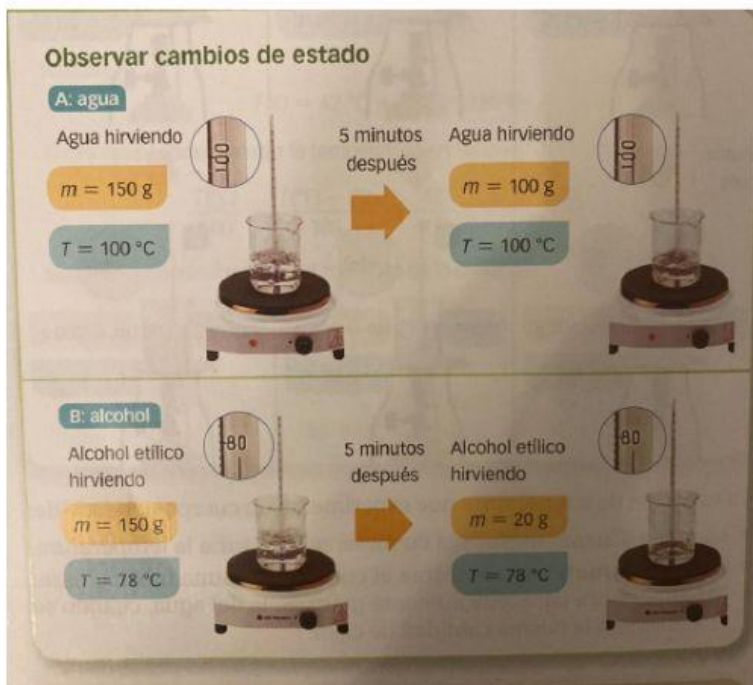 Observar cambios de estado
A: agua
Agua hirviendo
100
m = 150 g
T = 100 °C
5 minutos
después
Agua hirviendo
100
m = 100 g
T = 100 °C
B: alcohol
Alcohol etílico
hirviendo
80
m = 150 g
T = 78 °C
5 minutos
después
Alcohol etílico
hirviendo
80
m = 20 g
T = 78 °C